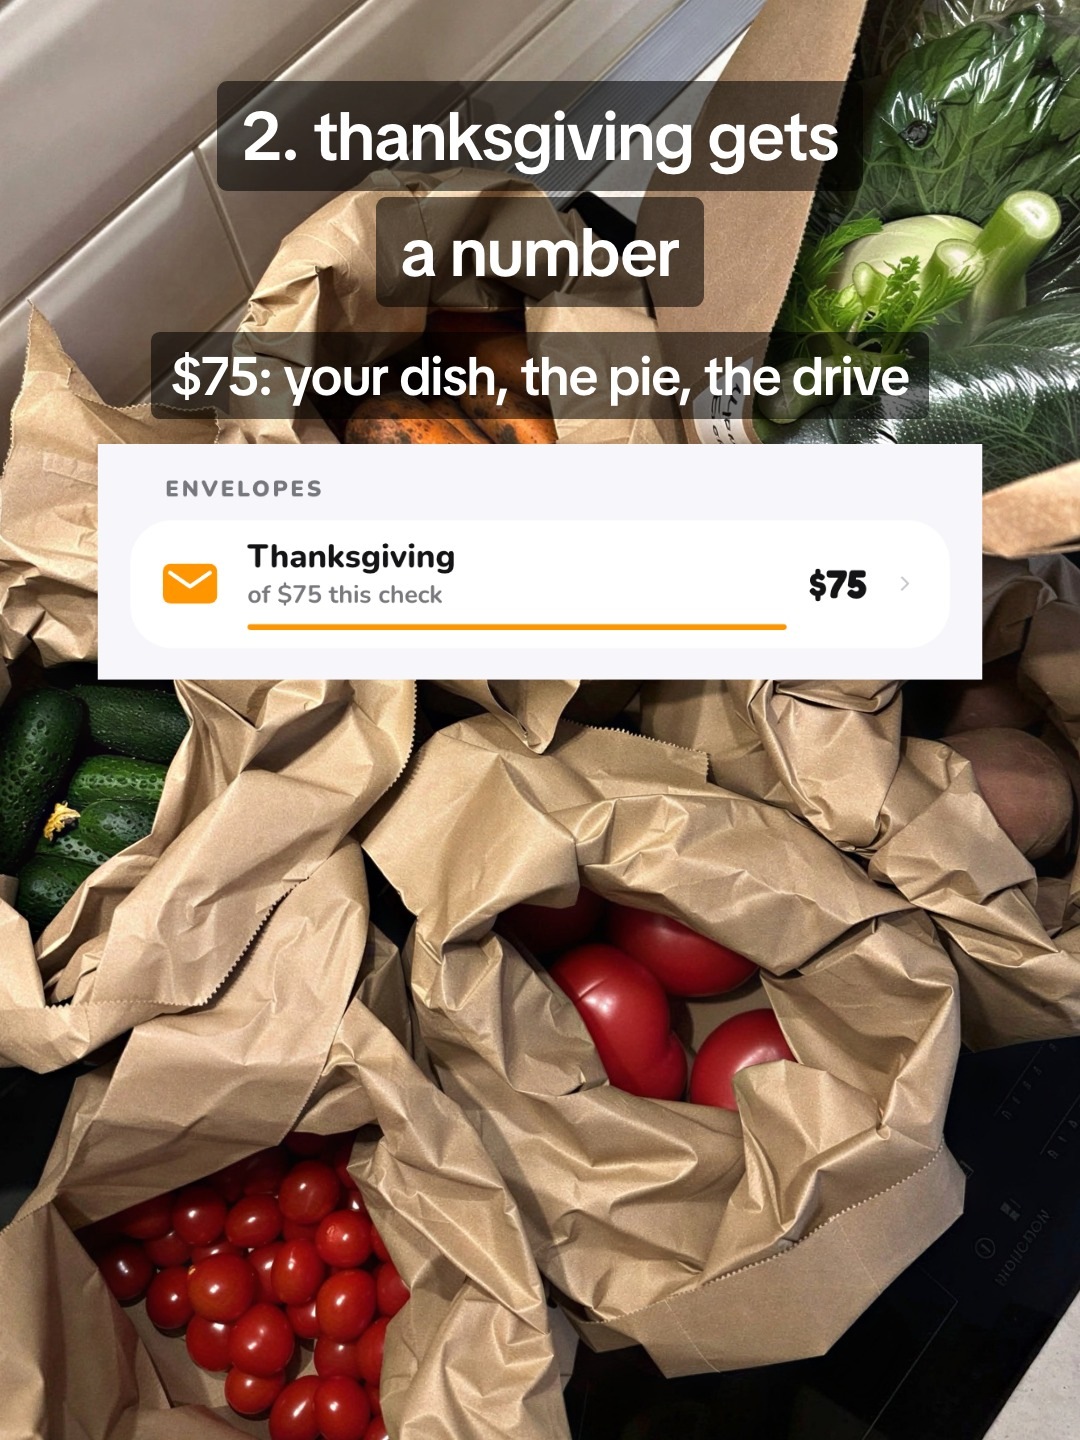 2. thanksgiving gets
a number
$75: your dish, the pie, the drive
ENVELOPES
Thanksgiving
of $75 this check
$75